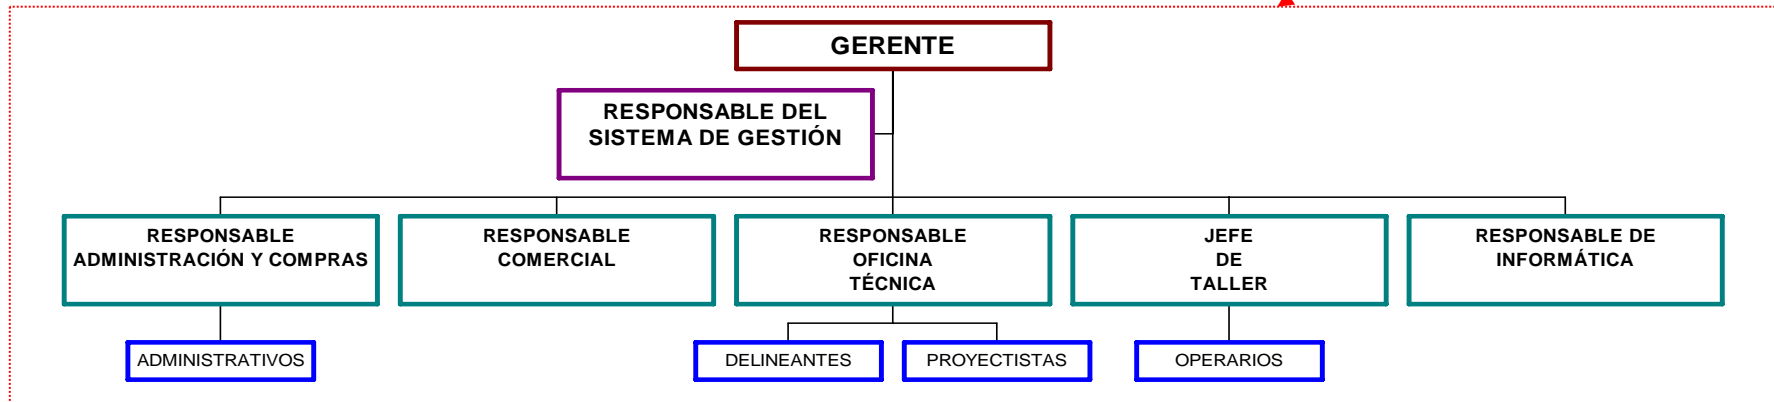 GERENTE
RESPONSABLE DEL
SISTEMA DE GESTIÓN
RESPONSABLE
ADMINISTRACIÓN Y COMPRAS
RESPONSABLE
COMERCIAL
RESPONSABLE
OFICINA
TÉCNICA
JEFE
DE
TALLER
RESPONSABLE DE
INFORMÁTICA
ADMINISTRATIVOS
DELINEANTES
PROYECTISTAS
OPERARIOS